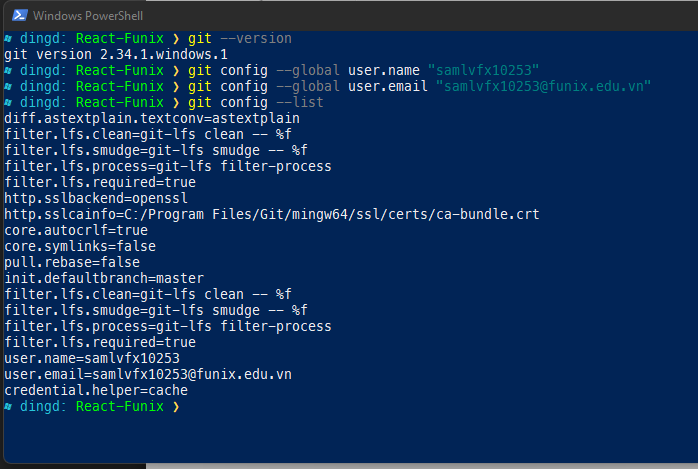 Windows PowerShell
dingd: React-Funix ❯ git --version
git version 2.34.1.windows.1
dingd: React-Funix ❯ git config --global user.name "samlvfx10253"
dingd: React-Funix ❯ git config --global user.email "samlvfx10253@funix.edu.vn"
dingd: React-Funix ❯ git config --list
diff.astextplain.textconv=astextplain
filter.lfs.clean=git-lfs clean -- %f
filter.lfs.smudge=git-lfs smudge -- %f
filter.lfs.process=git-lfs filter-process
filter.lfs.required=true
http.sslbackend=openssl
http.sslcainfo=C:/Program Files/Git/mingw64/ssl/certs/ca-bundle.crt
core.autocrlf=true
core.symlinks=false
pull.rebase=false
init.defaultbranch=master
filter.lfs.clean=git-lfs clean -- %f
filter.lfs.smudge=git-lfs smudge -- %f
filter.lfs.process=git-lfs filter-process
filter.lfs.required=true
user.name=samlvfx10253
user.email=samlvfx10253@funix.edu.vn
credential.helper=cache
dingd: React-Funix ❯